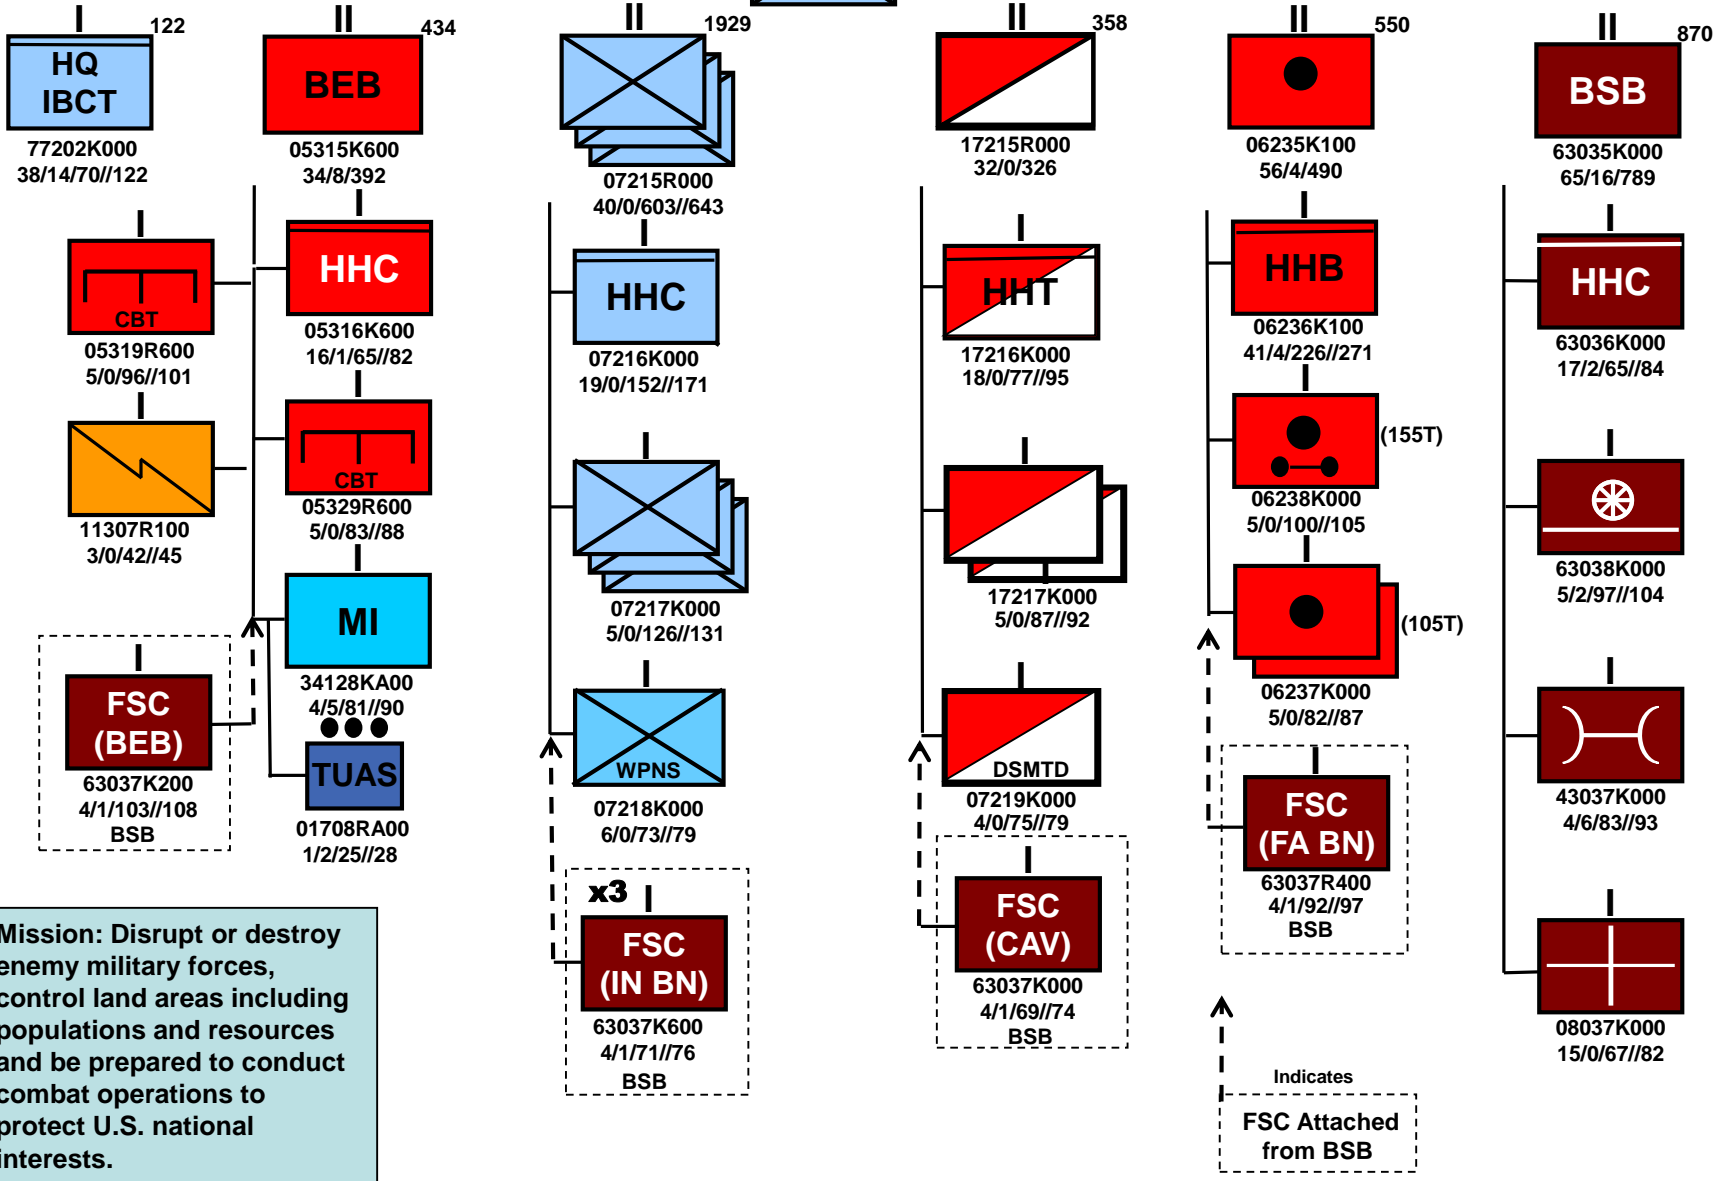 122
HQ
IBCT
77202K000
38/14/70//122
434
BEB
05315K600
34/8/392
CBT
05319R600
5/0/96//101
11307R100
3/0/42//45
HHC
05316K600
16/1/65//82
CBT
05329R600
5/0/83//88
MI
34128KA00
4/5/81//90
TUAS
01708RA00
1/2/25//28
FSC
(BEB)
63037K200
4/1/103//108
BSB
1929
07215R000
40/0/603//643
HHC
07216K000
19/0/152//171
07217K000
5/0/126//131
WPNS
07218K000
6/0/73//79
x3
FSC
(IN BN)
63037K600
4/1/71//76
BSB
358
17215R000
32/0/326
HHT
17216K000
18/0/77//95
17217K000
5/0/87//92
DSMTD
07219K000
4/0/75//79
FSC
(CAV)
63037K000
4/1/69//74
BSB
550
06235K100
56/4/490
HHB
06236K100
41/4/226//271
(155T)
06238K000
5/0/100//105
(105T)
06237K000
5/0/82//87
FSC
(FA BN)
63037R400
4/1/92//97
BSB
870
BSB
63035K000
65/16/789
HHC
63036K000
17/2/65//84
63038K000
5/2/97//104
43037K000
4/6/83//93
08037K000
15/0/67//82
Mission: Disrupt or destroy
enemy military forces,
control land areas including
populations and resources
and be prepared to conduct
combat operations to
protect U.S. national
interests.
Indicates
FSC Attached
from BSB